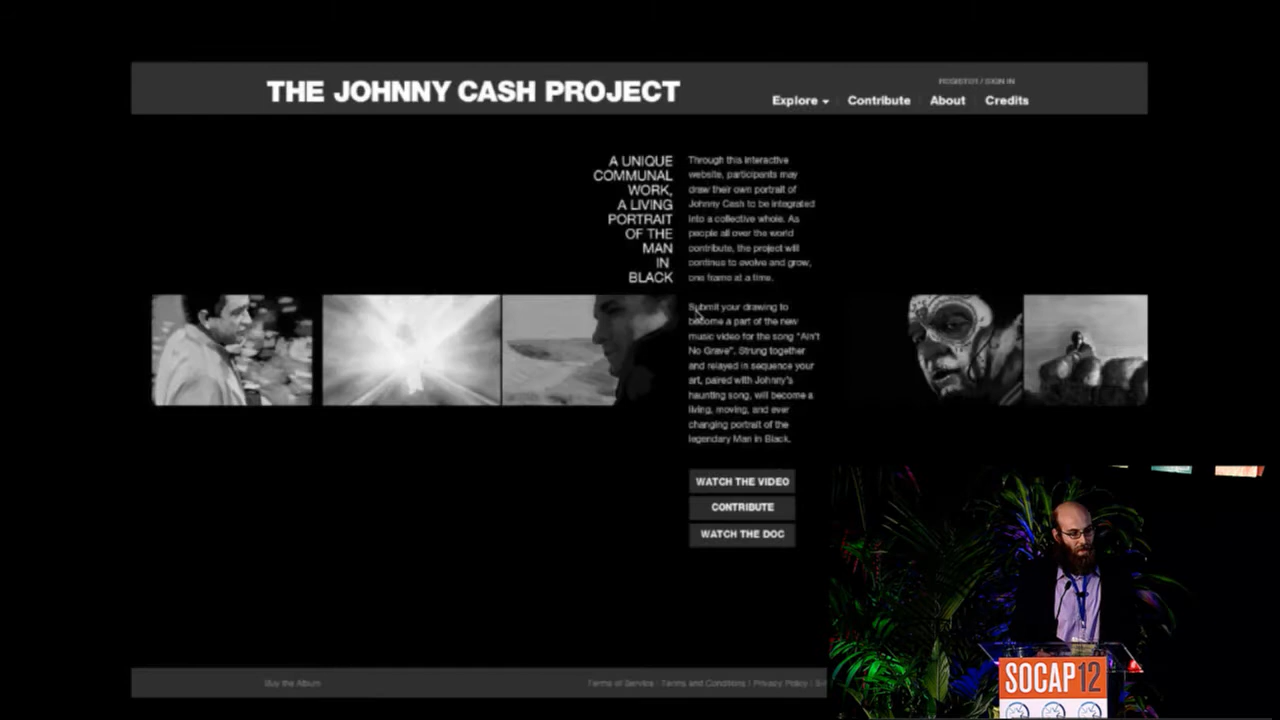 THE JOHNNY CASH PROJECT
REGISTER / SIGN IN
Explore
Contribute
About
Credits
A UNIQUE
COMMUNAL
WORK,
A LIVING
PORTRAIT
OF THE
MAN
IN
BLACK
Through this interactive
website, participants may
draw their own portrait of
Johnny Cash to be integrated
into a collective whole. As
people all over the world
contribute, the project will
continue to evolve and grow,
one frame at a time.
Submit your drawing to
become a part of the new
music video for the song "Ain't
No Grave". Strung together
and relayed in sequence your
art, paired with Johnny's
haunting song, will become a
living, moving, and ever
changing portrait of the
legendary Man in Black.
WATCH THE VIDEO
CONTRIBUTE
WATCH THE DOC
Buy the Album
Terms of Service | Terms and Conditions | Privacy Policy |
SOCAP12